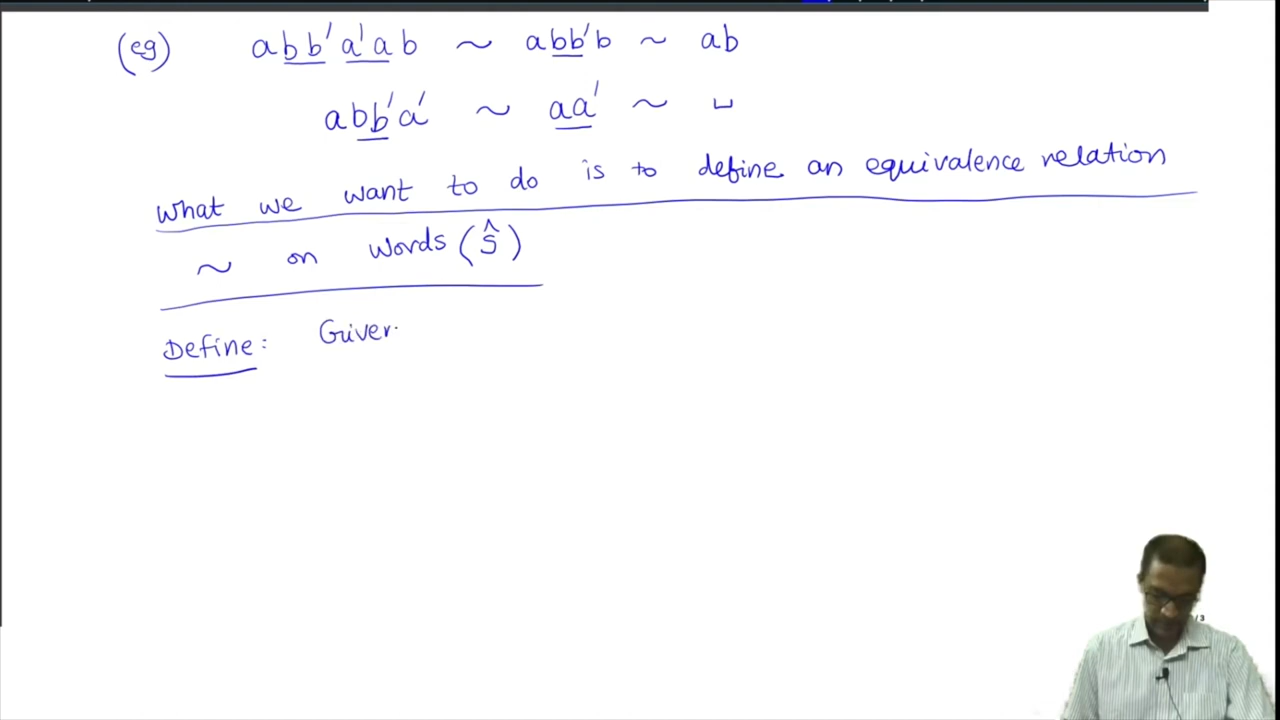 (eg) abb'a'ab ~ abb'b ~ ab
abb'a' ~ aa' ~ ␣
what we want to do is to define an equivalence relation
~ on words (Ŝ)
Define: Given